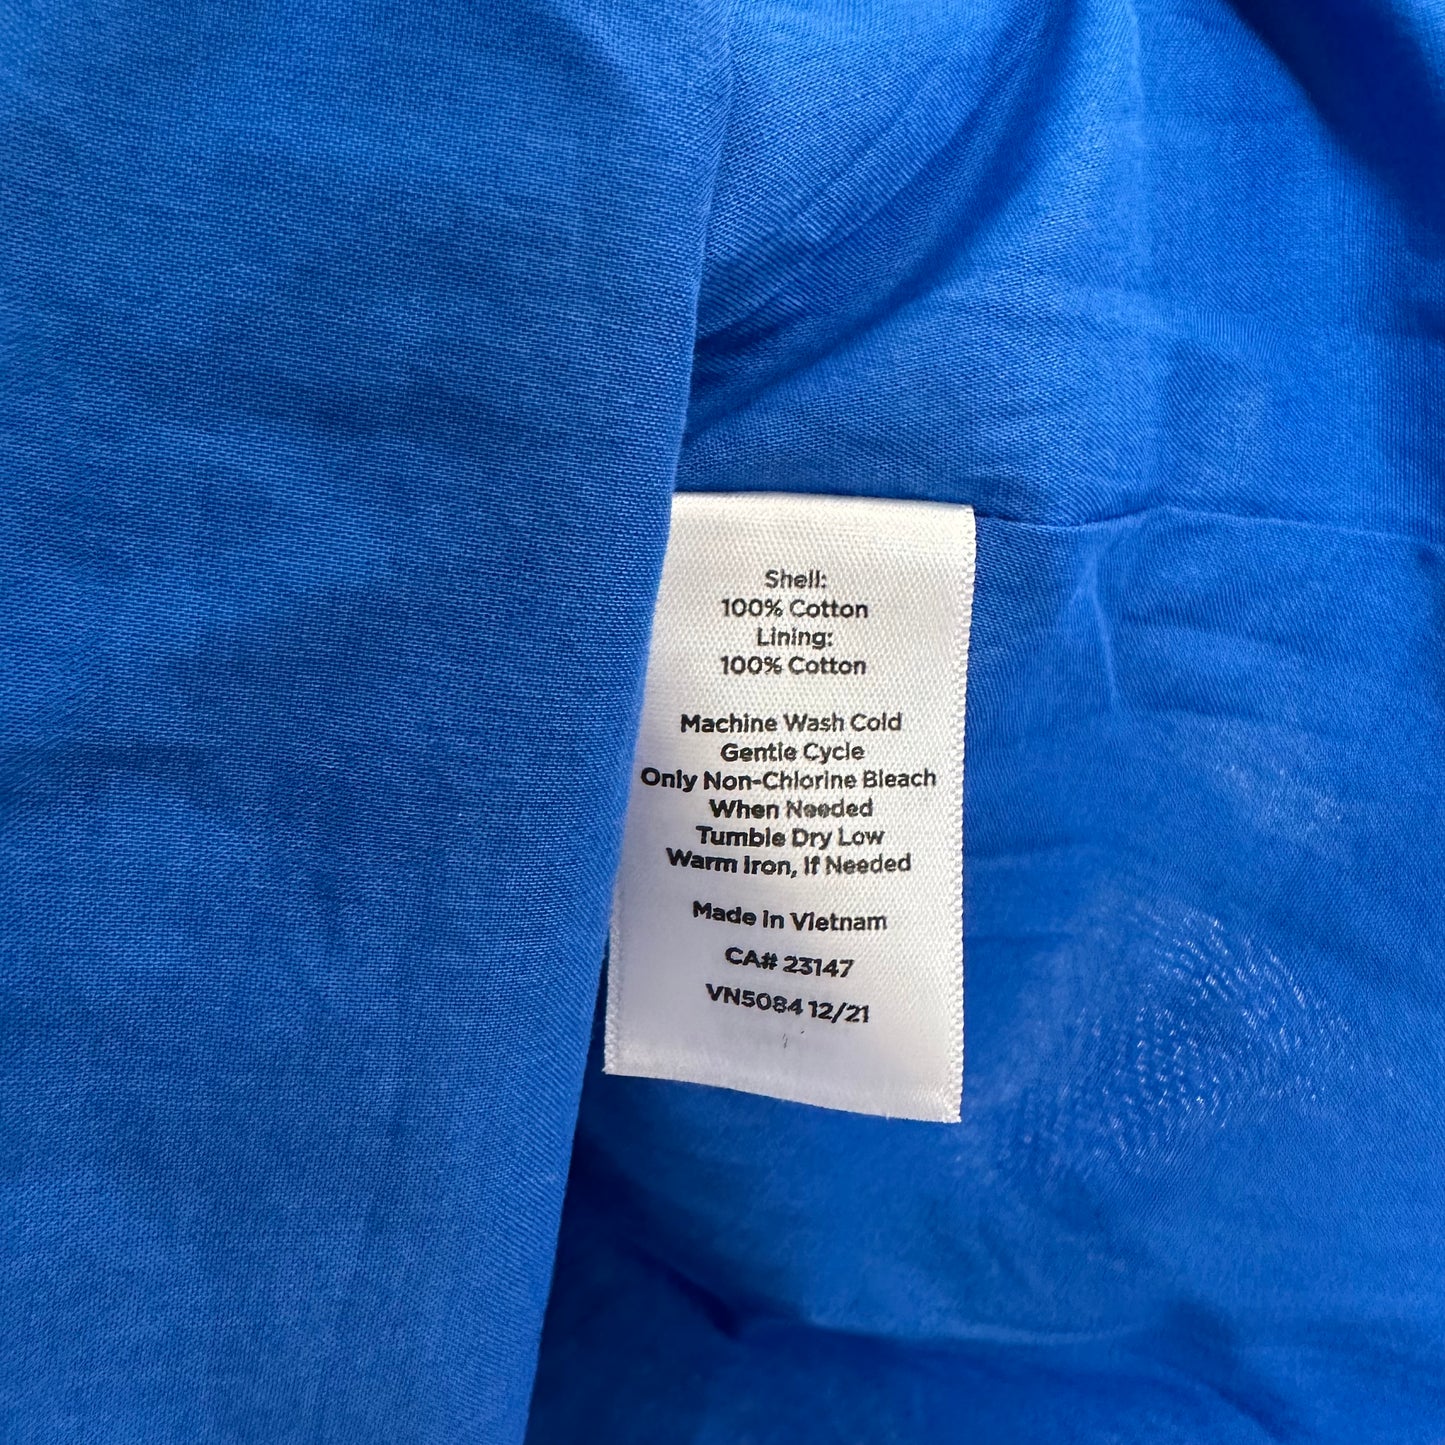 Shell:
100% Cotton
Lining:
100% Cotton
Machine Wash Cold
Gentle Cycle
Only Non-Chlorine Bleach
When Needed
Tumble Dry Low
Warm Iron, If Needed
Made in Vietnam
CA# 23147
VN5084 12/21